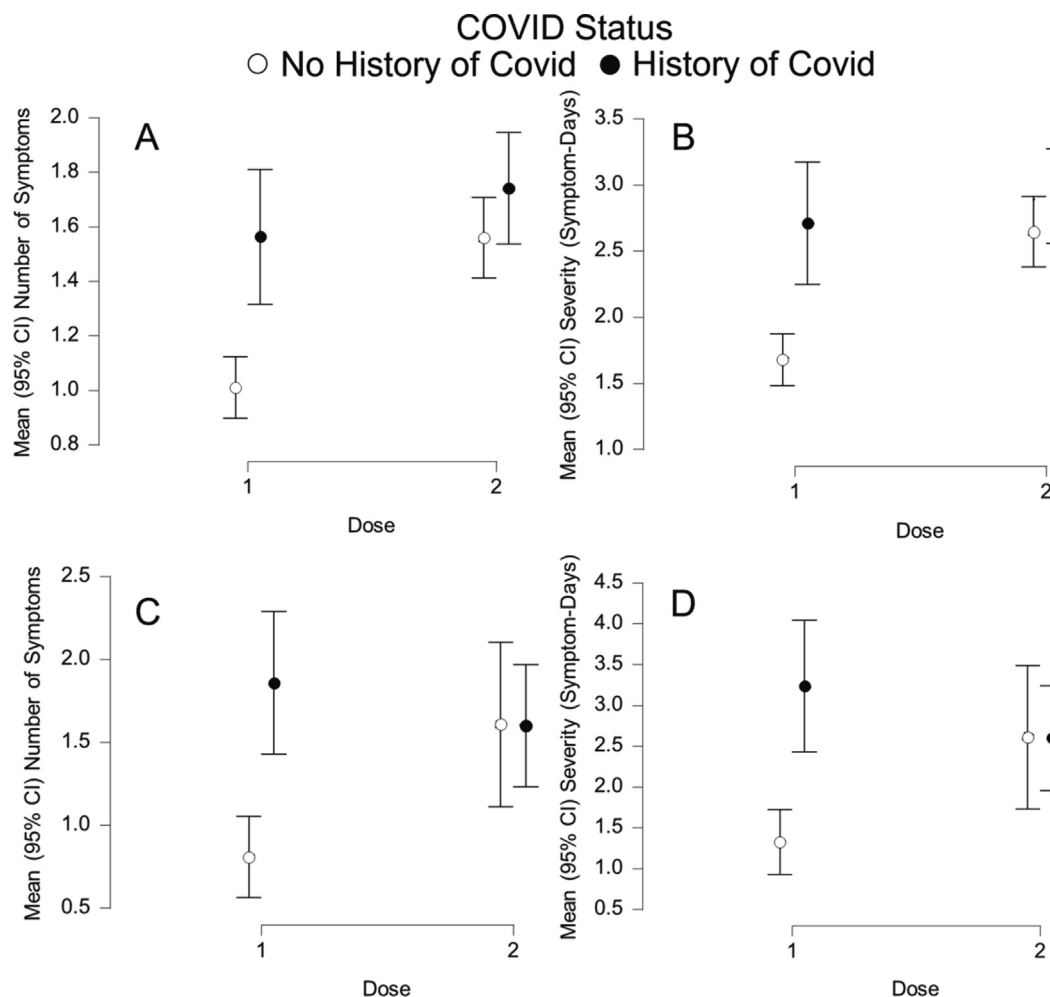 COVID Status
No History of Covid
History of Covid
A
Mean (95% CI) Number of Symptoms
2.0
1.8
1.6
1.4
1.2
1.0
0.8
1
2
Dose
B
Mean (95% CI) Severity (Symptom-Days)
3.5
3.0
2.5
2.0
1.5
1.0
1
2
Dose
C
Mean (95% CI) Number of Symptoms
2.5
2.0
1.5
1.0
0.5
1
2
Dose
D
Mean (95% CI) Severity (Symptom-Days)
4.5
4.0
3.5
3.0
2.5
2.0
1.5
1.0
0.5
1
2
Dose